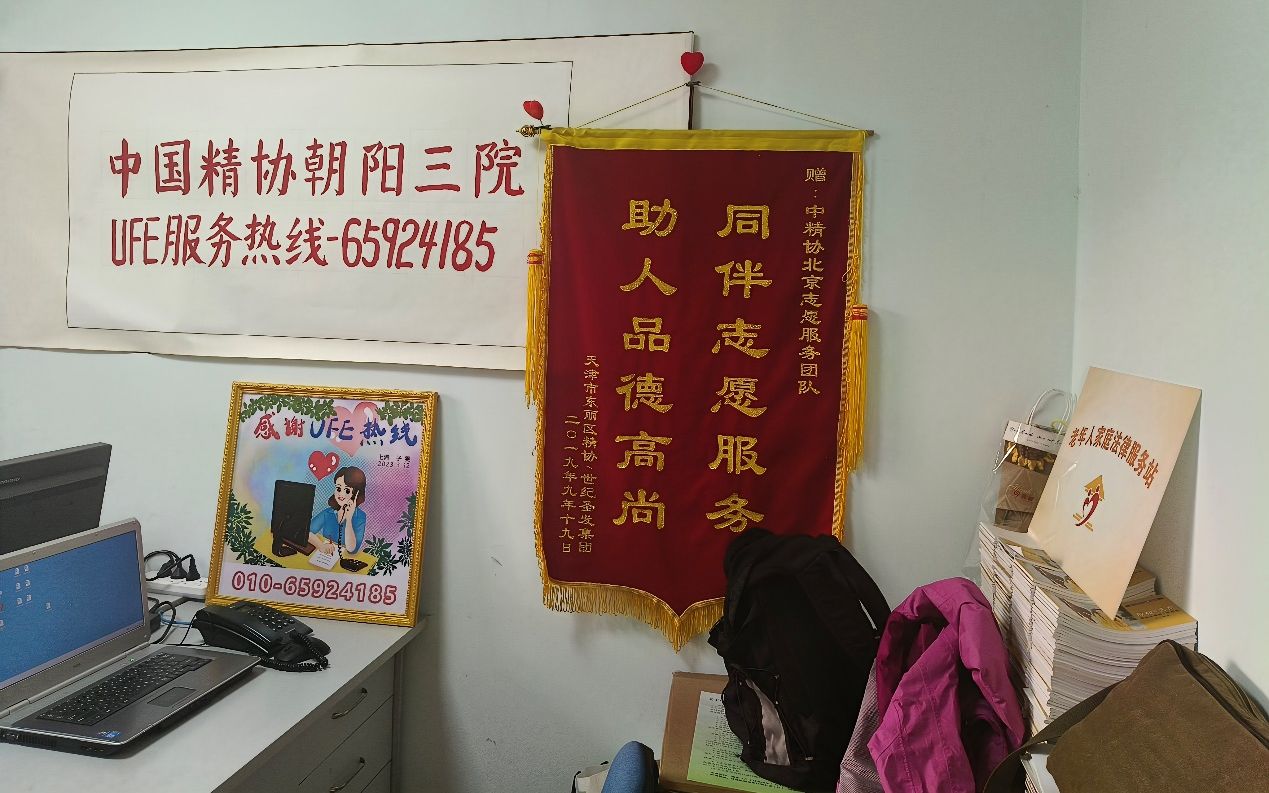 中国精协朝阳三院
UFE服务热线-65924185
赠:中精协北京志愿服务团队
同伴志愿服务
助人品德高尚
天津市东丽区精协、世纪圣发集团
二〇一九年九年十九日
感谢UFE热线
010-65924185
老年人家庭法律服务站